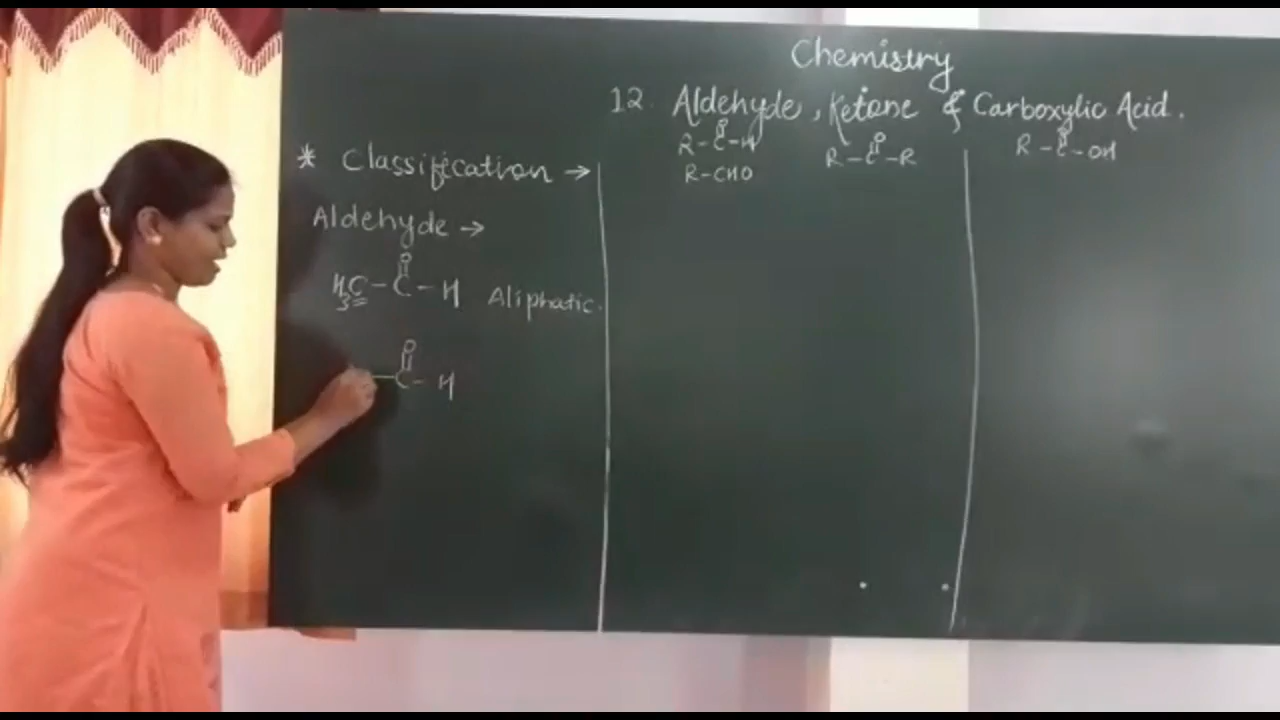 Chemistry
12. Aldehyde, Ketone & Carboxylic Acid.
O O O
R-C-H R-C-R R-C-OH
R-CHO
* Classification →
Aldehyde →
O
H3C-C-H Aliphatic.
O
-C-H